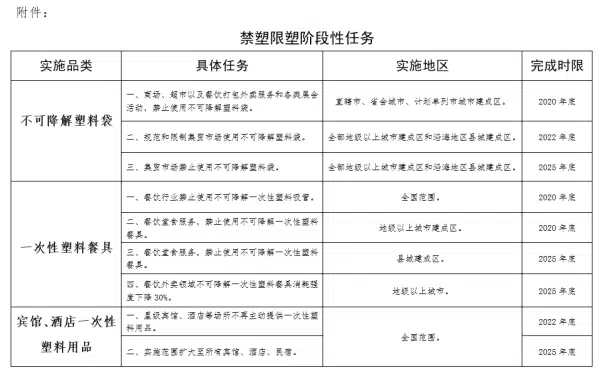 附件：
禁塑限塑阶段性任务
实施品类 具体任务 实施地区 完成时限
不可降解塑料袋
一、商场、超市以及餐饮打包外卖服务和各类展会
活动，禁止使用不可降解塑料袋。
直辖市、省会城市、计划单列市城市建成区。 2020 年底
二、规范和限制集贸市场使用不可降解塑料袋。 全部地级以上城市建成区和沿海地区县城建成区。 2022 年底
三、集贸市场禁止使用不可降解塑料袋。 全部地级以上城市建成区和沿海地区县城建成区。 2025 年底
一次性塑料餐具
一、餐饮行业禁止使用不可降解一次性塑料吸管。 全国范围。 2020 年底
二、餐饮堂食服务，禁止使用不可降解一次性塑料
餐具。
地级以上城市建成区。 2020 年底
三、餐饮堂食服务，禁止使用不可降解一次性塑料
餐具。
县城建成区。 2025 年底
四、餐饮外卖领域不可降解一次性塑料餐具消耗强
度下降 30%。
地级以上城市。 2025 年底
宾馆、酒店一次性
塑料用品
一、星级宾馆、酒店等场所不再主动提供一次性塑
料用品。
全国范围。
2022 年底
二、实施范围扩大至所有宾馆、酒店、民宿。 2025 年底